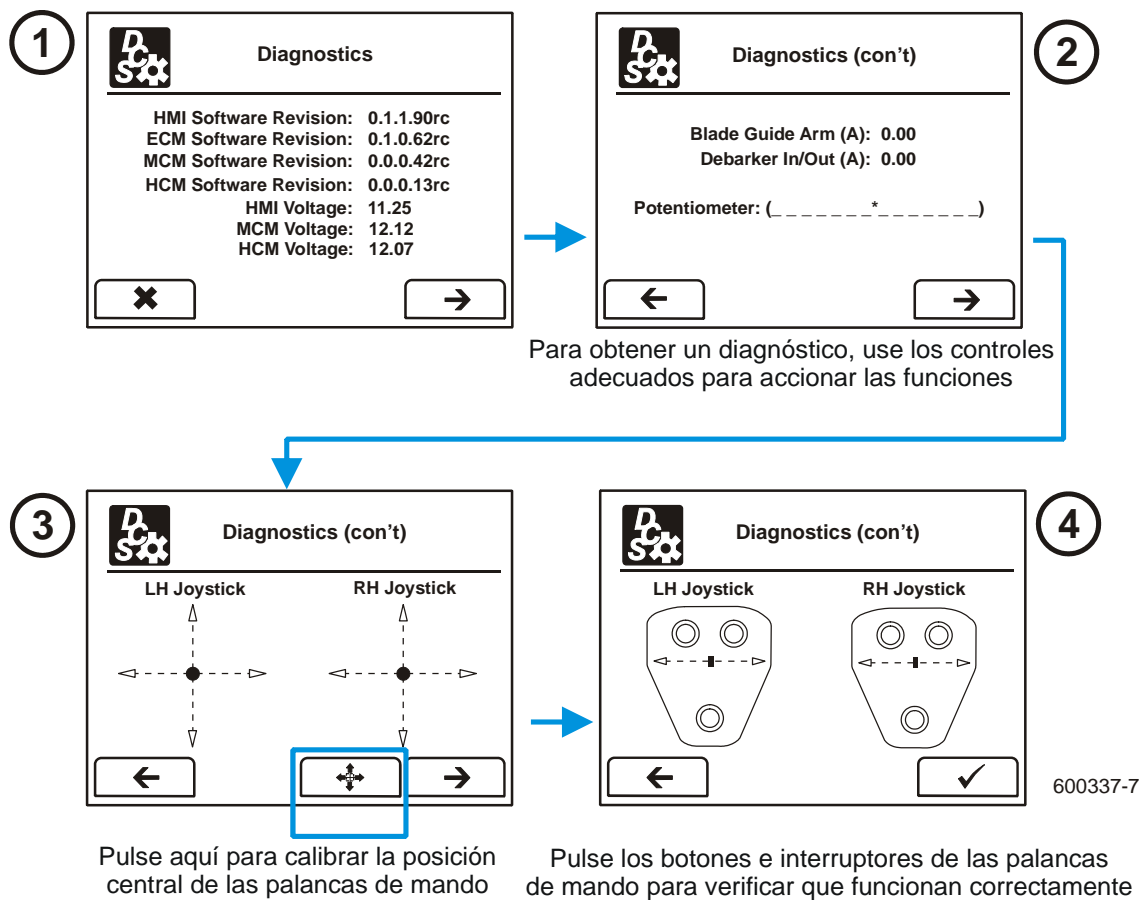 1
DCS
Diagnostics
HMI Software Revision: 0.1.1.90rc
ECM Software Revision: 0.1.0.62rc
MCM Software Revision: 0.0.0.42rc
HCM Software Revision: 0.0.0.13rc
HMI Voltage: 11.25
MCM Voltage: 12.12
HCM Voltage: 12.07
2
DCS
Diagnostics (con't)
Blade Guide Arm (A): 0.00
Debarker In/Out (A): 0.00
Potentiometer: (_ _ _ _ _ _ _*_ _ _ _ _ _ _)
Para obtener un diagnóstico, use los controles
adecuados para accionar las funciones
3
DCS
Diagnostics (con't)
LH Joystick RH Joystick
Pulse aquí para calibrar la posición
central de las palancas de mando
4
DCS
Diagnostics (con't)
LH Joystick RH Joystick
600337-7
Pulse los botones e interruptores de las palancas
de mando para verificar que funcionan correctamente